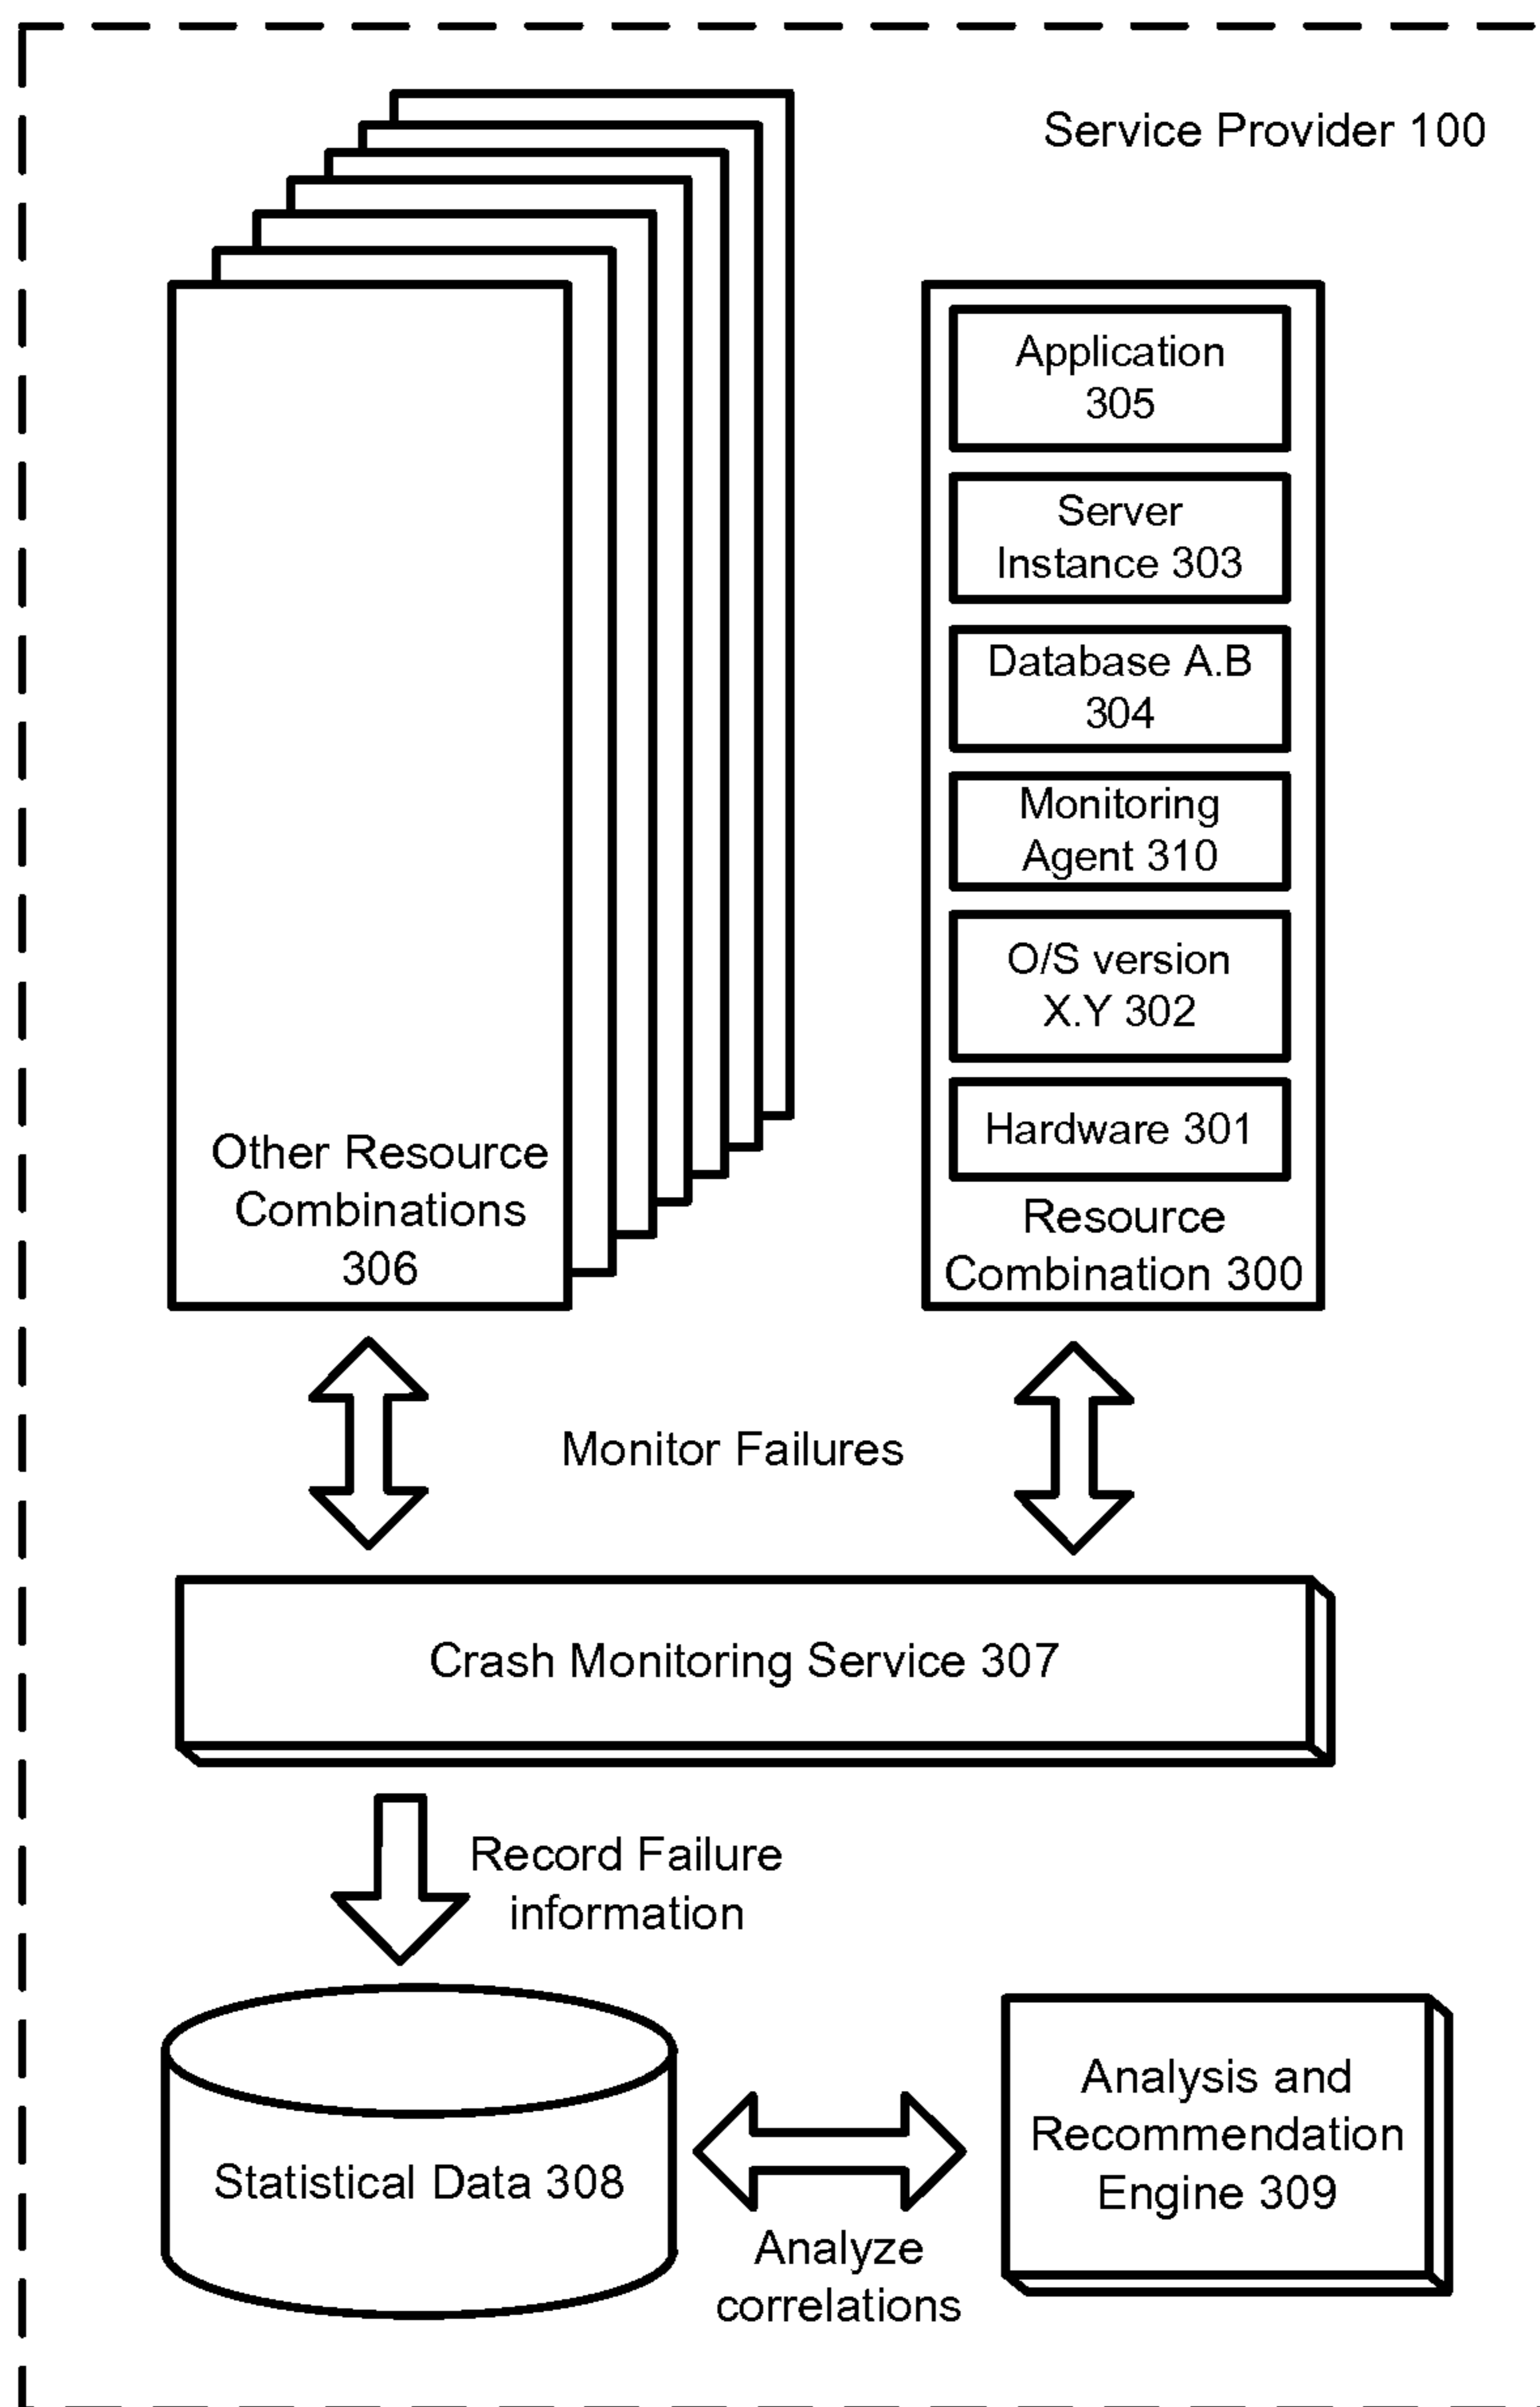 Service Provider 100
Application
305
Server
Instance 303
Database A.B
304
Monitoring
Agent 310
O/S version
X.Y 302
Hardware 301
Resource
Combination 300
Other Resource
Combinations
306
Monitor Failures
Crash Monitoring Service 307
Record Failure
information
Statistical Data 308
Analyze
correlations
Analysis and
Recommendation
Engine 309